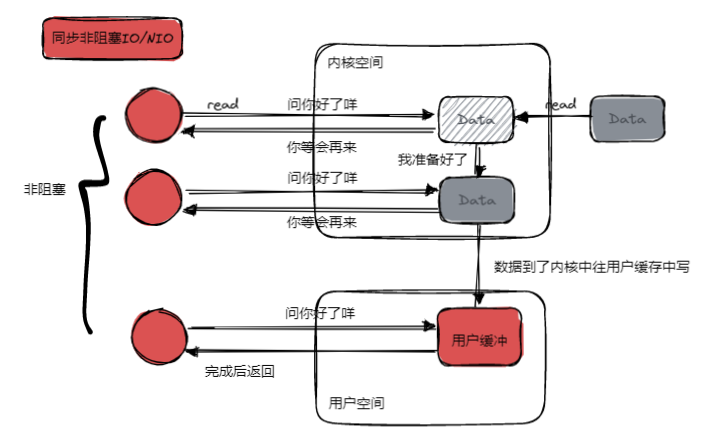 同步非阻塞IO/NIO
内核空间
read
问你好了咩
Data
read
Data
你等会再来
我准备好了
非阻塞
问你好了咩
Data
你等会再来
数据到了内核中往用户缓存中写
问你好了咩
用户缓冲
完成后返回
用户空间